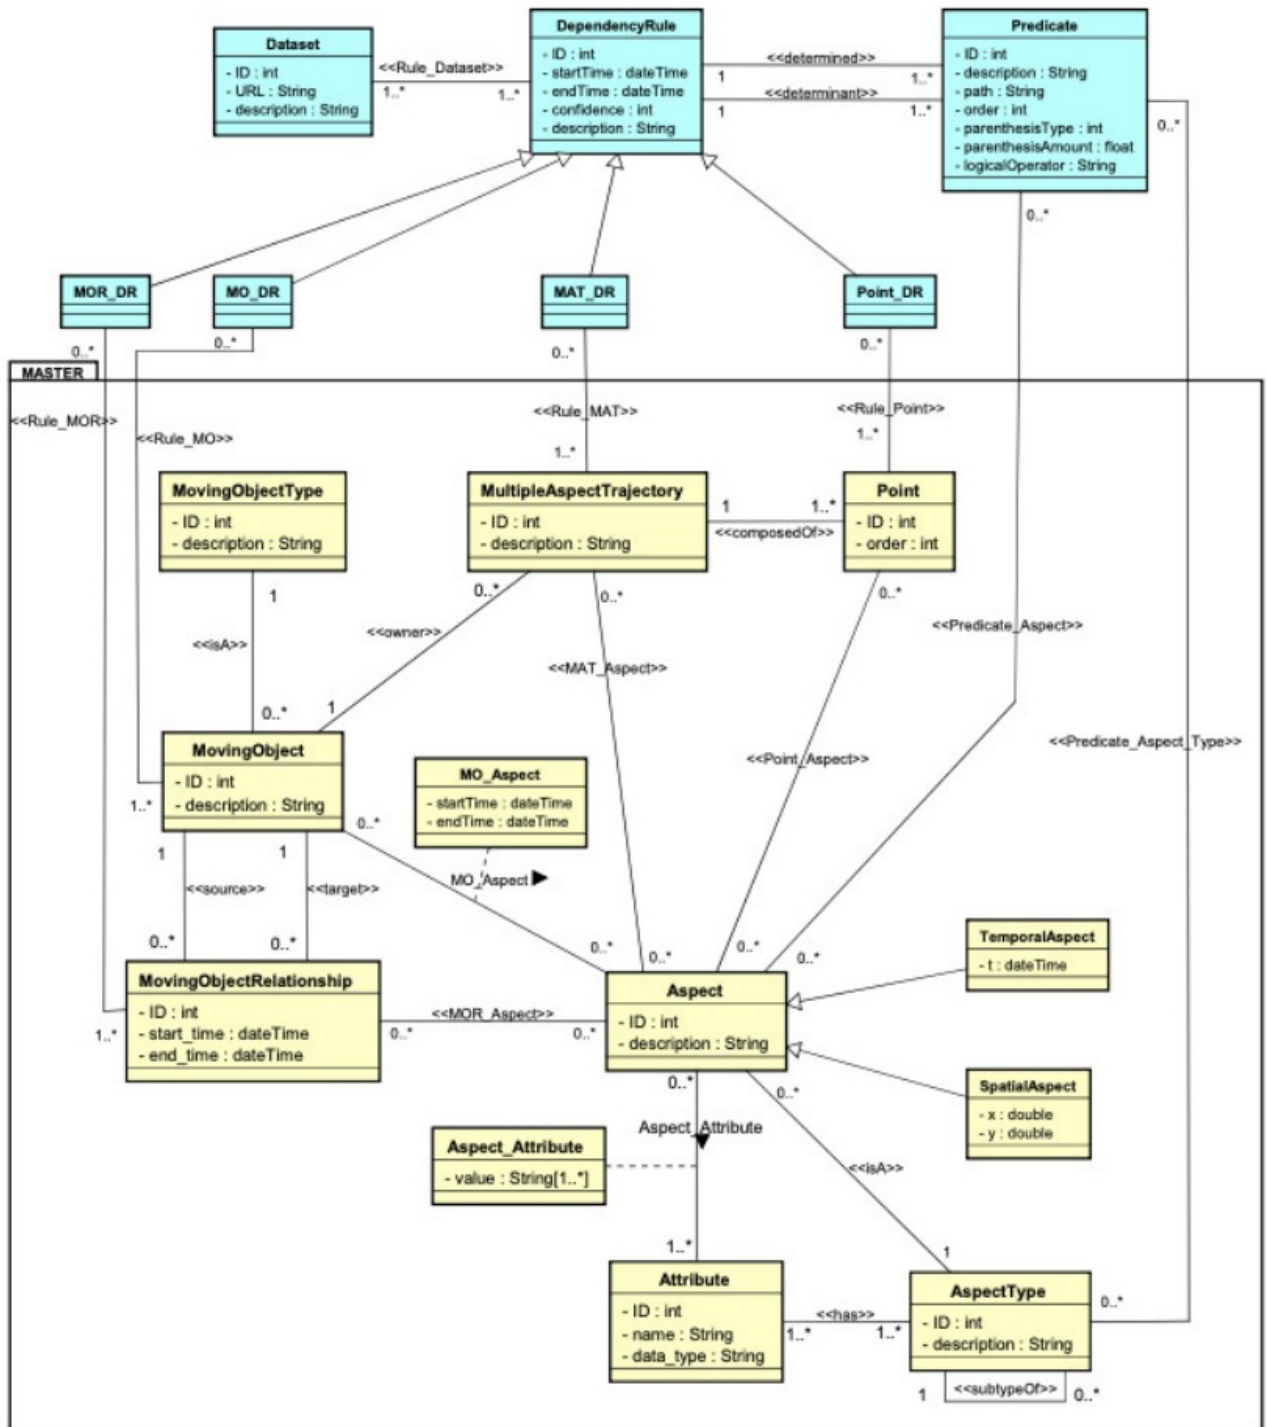 DependencyRule
- ID : int
- startTime : dateTime
- endTime : dateTime
- confidence : int
- description : String
Predicate
- ID : int
- description : String
- path : String
- order : int
- parenthesisType : int
- parenthesisAmount : float
- logicalOperator : String
Dataset
- ID : int
- URL : String
- description : String
<<Rule_Dataset>>
1..*
1..*
<<determined>>
1
1..*
<<determinant>>
1
1..*
0..*
0..*
MOR_DR
MO_DR
MAT_DR
Point_DR
0..*
0..*
0..*
0..*
MASTER
<<Rule_MOR>>
<<Rule_MO>>
<<Rule_MAT>>
1..*
<<Rule_Point>>
1..*
MovingObjectType
- ID : int
- description : String
MultipleAspectTrajectory
- ID : int
- description : String
1
1..*
<<composedOf>>
Point
- ID : int
- order : int
1
<<isA>>
0..*
0..*
<<owner>>
1
0..*
<<MAT_Aspect>>
0..*
<<Predicate_Aspect>>
<<Point_Aspect>>
<<Predicate_Aspect_Type>>
MovingObject
- ID : int
- description : String
1..*
0..*
MO_Aspect
- startTime : dateTime
- endTime : dateTime
MO_Aspect
1
1
<<source>>
<<target>>
0..*
0..*
0..*
0..*
0..*
0..*
MovingObjectRelationship
- ID : int
- start_time : dateTime
- end_time : dateTime
1..*
<<MOR_Aspect>>
0..*
0..*
Aspect
- ID : int
- description : String
TemporalAspect
- t : dateTime
SpatialAspect
- x : double
- y : double
0..*
0..*
Aspect_Attribute
Aspect_Attribute
- value : String[1..*]
<<isA>>
1..*
1
Attribute
- ID : int
- name : String
- data_type : String
<<has>>
1..*
1..*
AspectType
- ID : int
- description : String
0..*
1
<<subtypeOf>>
0..*